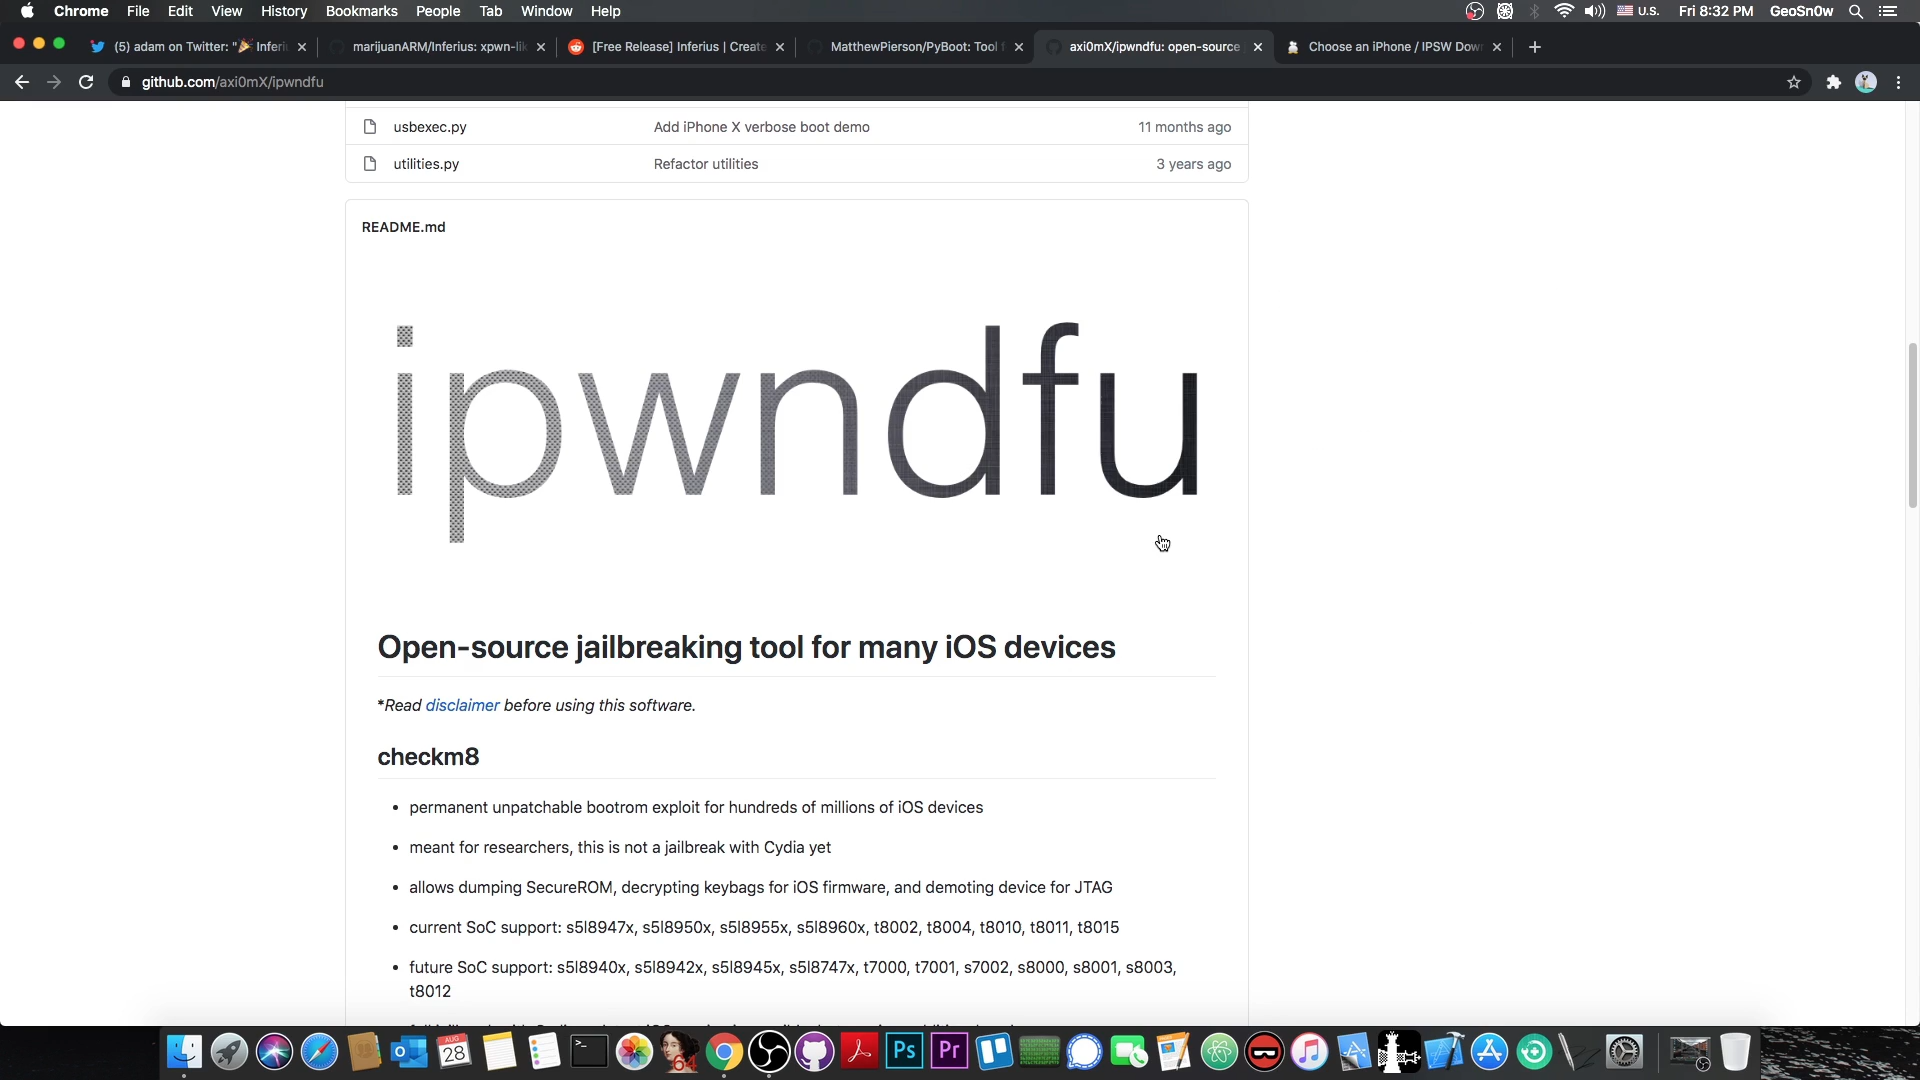 Chrome File Edit View History Bookmarks People Tab Window Help U.S. Fri 8:32 PM GeoSn0w
(5) adam on Twitter: "🎉 Inferi marijuanARM/Inferius: xpwn-lik [Free Release] Inferius | Create MatthewPierson/PyBoot: Tool f axi0mX/ipwndfu: open-source Choose an iPhone / IPSW Dow
github.com/axi0mX/ipwndfu
usbexec.py Add iPhone X verbose boot demo 11 months ago
utilities.py Refactor utilities 3 years ago
README.md
ipwndfu
Open-source jailbreaking tool for many iOS devices
*Read disclaimer before using this software.
checkm8
• permanent unpatchable bootrom exploit for hundreds of millions of iOS devices
• meant for researchers, this is not a jailbreak with Cydia yet
• allows dumping SecureROM, decrypting keybags for iOS firmware, and demoting device for JTAG
• current SoC support: s5l8947x, s5l8950x, s5l8955x, s5l8960x, t8002, t8004, t8010, t8011, t8015
• future SoC support: s5l8940x, s5l8942x, s5l8945x, s5l8747x, t7000, t7001, s7002, s8000, s8001, s8003,
t8012
AUG
28
64
Ps
Pr